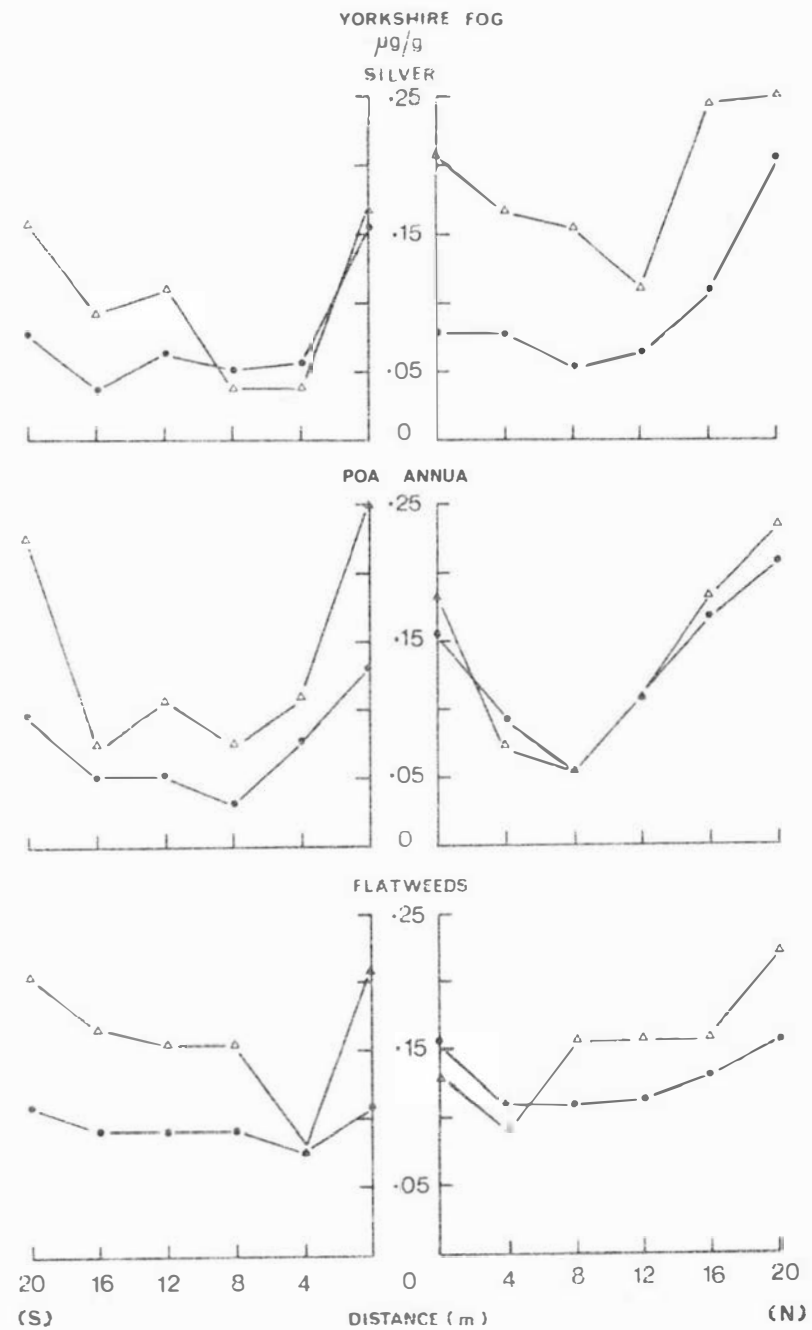 YORKSHIRE FOG
µg/g
SILVER
·25
·15
·05
0
POA ANNUA
·25
·15
·05
0
FLATWEEDS
·25
·15
·05
20 16 12 8 4 0 4 8 12 16 20
(S) DISTANCE (m) (N)